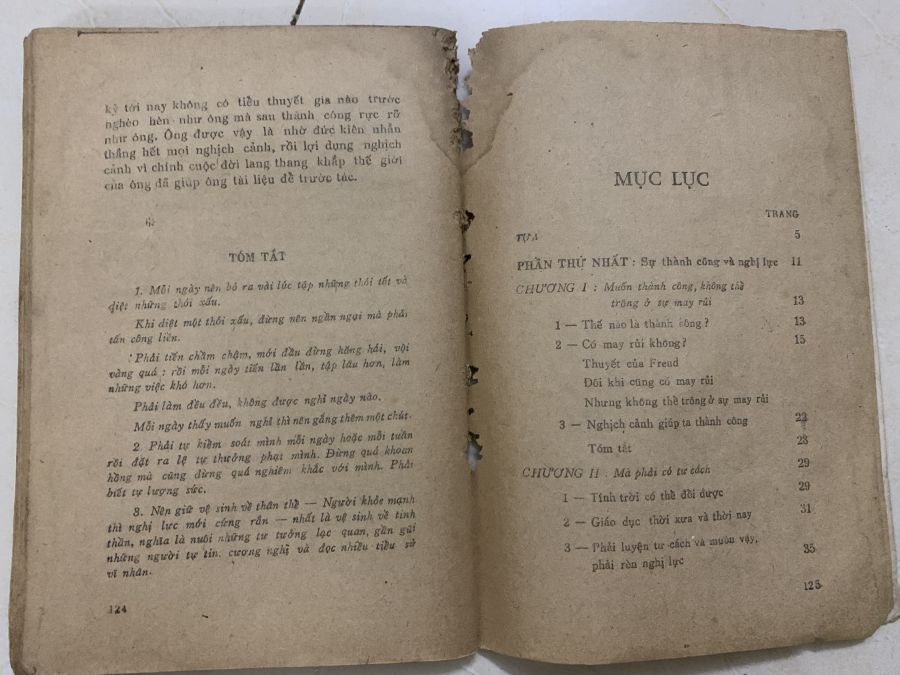 kỷ tới nay không có tiểu thuyết gia nào trước
nghèo hèn như ông mà sau thành công rực rỡ
như ông. Ông được vậy là nhờ đức kiên nhẫn
thắng hết mọi nghịch cảnh, rồi lợi dụng nghịch
cảnh vì chính cuộc đời lang thang khắp thế giới
của ông đã giúp ông tài liệu để trước tác.
TÓM TẮT
1. Mỗi ngày nên bỏ ra vài lúc tập những thói tốt và
diệt những thói xấu.
Khi diệt một thói xấu, đừng nên ngần ngại mà phải
tấn công liền.
Phải tiến chầm chậm, mới đầu đừng hăng hái, vội
vàng quá : rồi mỗi ngày tiến lần lần, tập lâu hơn, làm
những việc khó hơn.
Phải làm đều đều, không được nghỉ ngày nào.
Mỗi ngày thấy muốn nghỉ thì nên gắng thêm một chút.
2. Phải tự kiểm soát mình mỗi ngày hoặc mỗi tuần
rồi đặt ra lệ tự thưởng phạt mình. Đừng quá khoan
hồng mà cũng đừng quá nghiêm khắc với mình. Phải
biết tự lượng sức.
3. Nên giữ vệ sinh về thân thể — Người khỏe mạnh
thì nghị lực mới cứng rắn — nhất là vệ sinh về tinh
thần, nghĩa là nuôi những tư tưởng lạc quan, gần gũi
những người tự tin, cương nghị và đọc nhiều tiểu sử
vĩ nhân.
124
MỤC LỤC
TRANG
TỰA 5
PHẦN THỨ NHẤT : Sự thành công và nghị lực 11
CHƯƠNG I : Muốn thành công, không thể
trông ở sự may rủi 13
1 — Thế nào là thành công ? 13
2 — Có may rủi không ? 15
Thuyết của Freud
Đôi khi cũng có may rủi
Nhưng không thể trông ở sự may rủi
3 — Nghịch cảnh giúp ta thành công 22
Tóm tắt 28
CHƯƠNG II : Mà phải có tư cách 29
1 — Tính trời có thể đổi được 29
2 — Giáo dục thời xưa và thời nay 31
3 — Phải luyện tư cách và muốn vậy,
phải rèn nghị lực 35
125